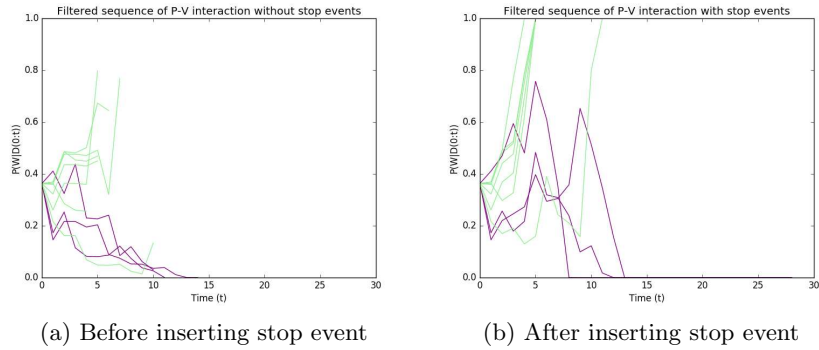 Filtered sequence of P-V interaction without stop events
1.0
0.8
0.6
0.4
0.2
0.0
P(W|D(0:t))
0 5 10 15 20 25 30
Time (t)
(a) Before inserting stop event
Filtered sequence of P-V interaction with stop events
1.0
0.8
0.6
0.4
0.2
0.0
P(W|D(0:t))
0 5 10 15 20 25 30
Time (t)
(b) After inserting stop event